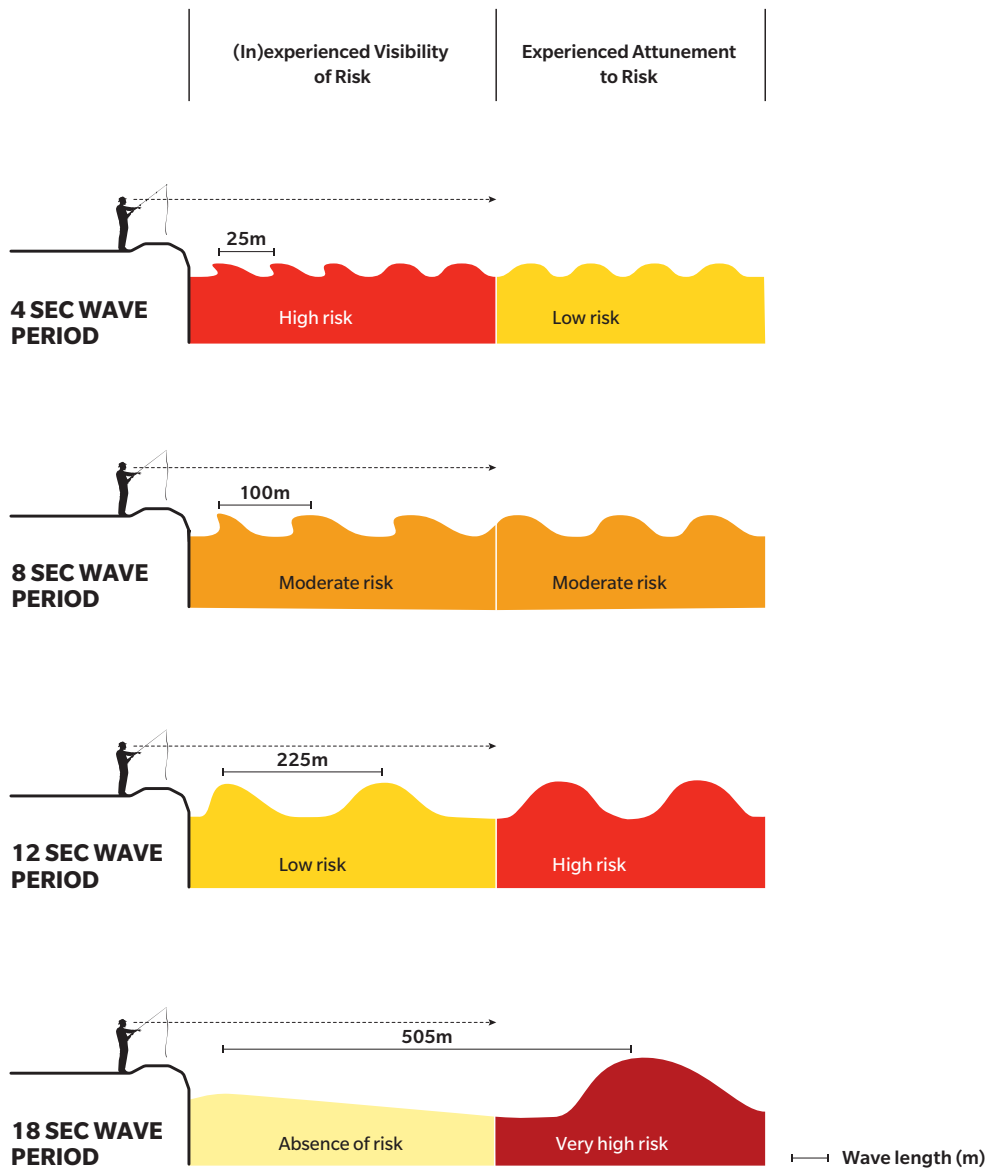 (In)experienced Visibility
of Risk
Experienced Attunement
to Risk
25m
4 SEC WAVE
PERIOD
High risk
Low risk
100m
8 SEC WAVE
PERIOD
Moderate risk
Moderate risk
225m
12 SEC WAVE
PERIOD
Low risk
High risk
505m
18 SEC WAVE
PERIOD
Absence of risk
Very high risk
Wave length (m)